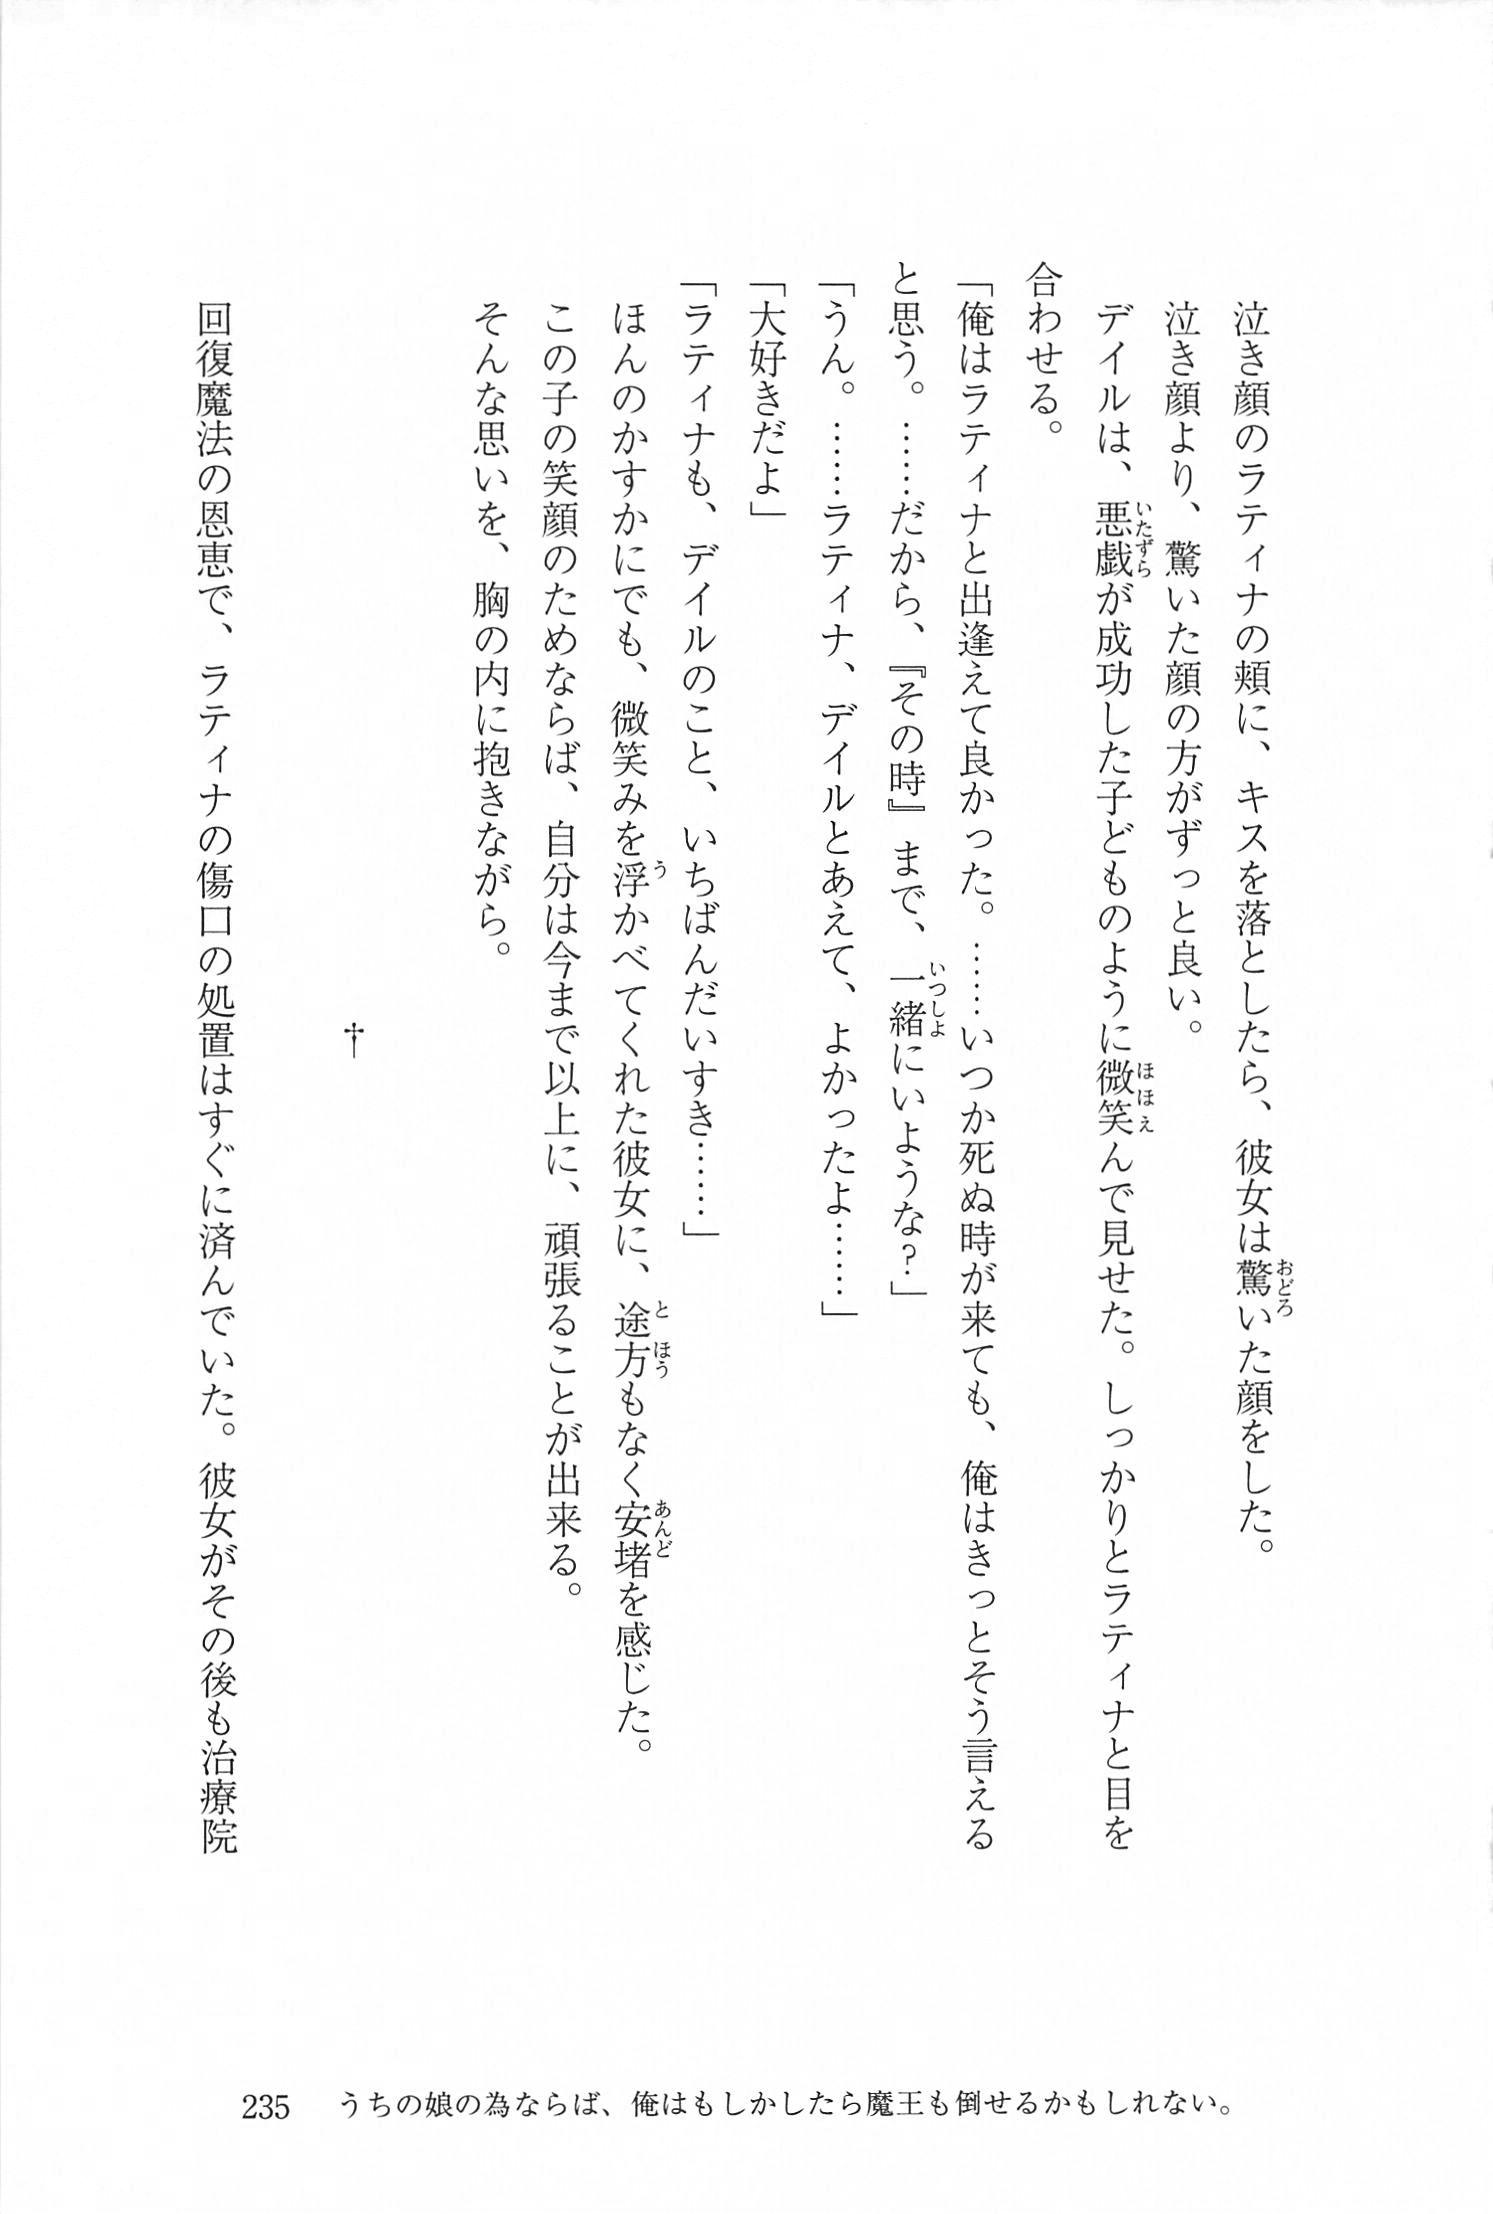 泣き顔のラティナの頬に、キスを落としたら、彼女は驚いた顔をした。
泣き顔より、驚いた顔の方がずっと良い。
デイルは、悪戯が成功した子どものように微笑んで見せた。しっかりとラティナと目を
合わせる。
「俺はラティナと出逢えて良かった。……いつか死ぬ時が来ても、俺はきっとそう言える
と思う。……だから、『その時』まで、一緒にいような?」
「うん。……ラティナ、デイルとあえて、よかったよ……」
「大好きだよ」
「ラティナも、デイルのこと、いちばんだいすき……」
ほんのかすかにでも、微笑みを浮かべてくれた彼女に、途方もなく安堵を感じた。
この子の笑顔のためならば、自分は今まで以上に、頑張ることが出来る。
そんな思いを、胸の内に抱きながら。
†
回復魔法の恩恵で、ラティナの傷口の処置はすぐに済んでいた。彼女がその後も治療院
235 うちの娘の為ならば、俺はもしかしたら魔王も倒せるかもしれない。